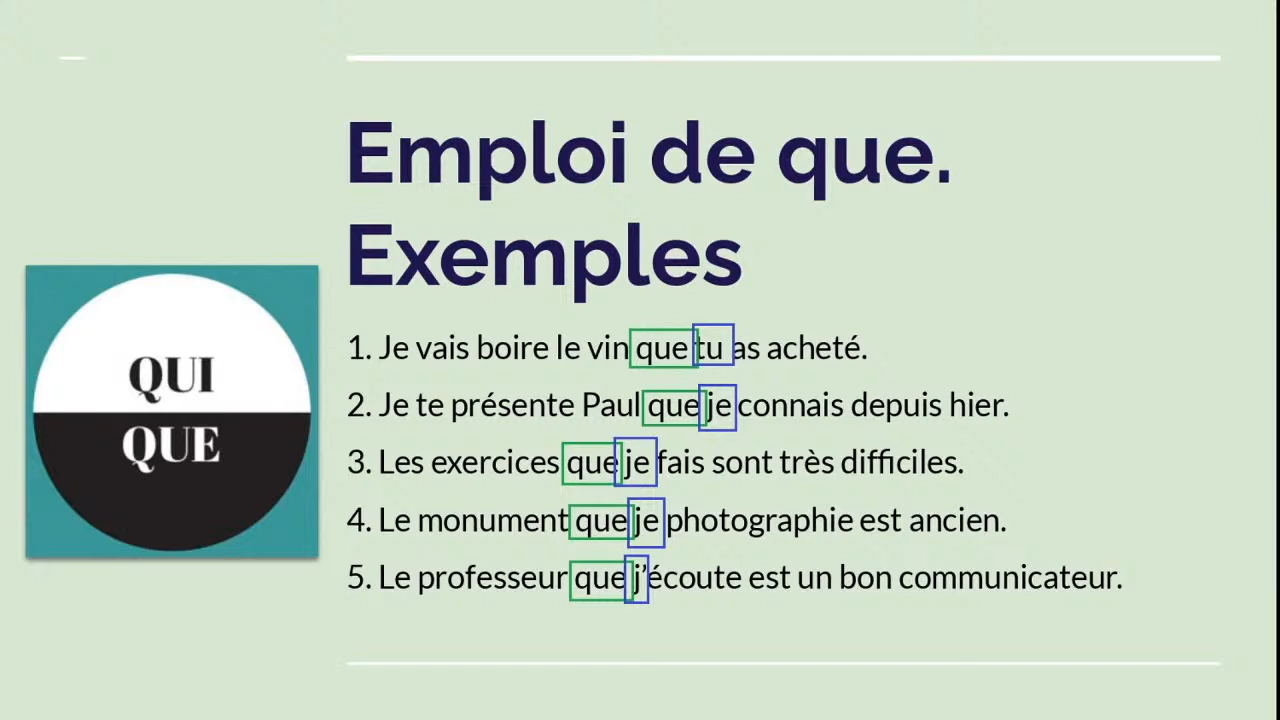 Emploi de que.
Exemples
QUI
QUE
1. Je vais boire le vin que tu as acheté.
2. Je te présente Paul que je connais depuis hier.
3. Les exercices que je fais sont très difficiles.
4. Le monument que je photographie est ancien.
5. Le professeur que j'écoute est un bon communicateur.